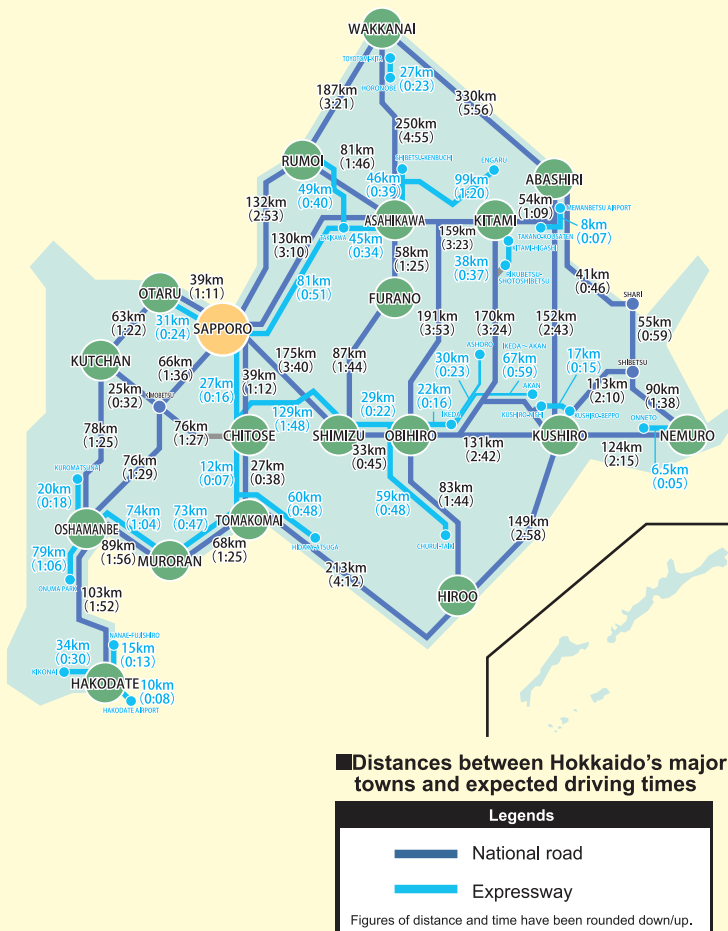 WAKKANAI
TOYOTOMI-KITA
27km
(0:23)
HORONOBE
187km
(3:21)
330km
(5:56)
250km
(4:55)
81km
(1:46)
SHIBETSU-KENBUCHI
ENGARU
RUMOI
46km
(0:39)
99km
(1:20)
ABASHIRI
49km
(0:40)
54km
(1:09)
MEMANBETSU AIRPORT
132km
(2:53)
ASAHIKAWA
KITAMI
8km
(0:07)
TAKANO-KOUSATEN
TAKIKAWA
45km
(0:34)
159km
(3:23)
KITAMI-HIGASHI
130km
(3:10)
58km
(1:25)
38km
(0:37)
RIKUBETSU-
SHOTOSHIBETSU
41km
(0:46)
39km
(1:11)
81km
(0:51)
OTARU
FURANO
SHARI
31km
(0:24)
SAPPORO
191km
(3:53)
170km
(3:24)
152km
(2:43)
55km
(0:59)
63km
(1:22)
KUTCHAN
66km
(1:36)
39km
(1:12)
175km
(3:40)
87km
(1:44)
ASHORO
30km
(0:23)
IKEDA～AKAN
67km
(0:59)
17km
(0:15)
SHIBETSU
25km
(0:32)
KIMOBETSU
27km
(0:16)
22km
(0:16)
AKAN
113km
(2:10)
90km
(1:38)
129km
(1:48)
29km
(0:22)
IKEDA
KUSHIRO-NISHI
KUSHIRO-BEPPO
ONNETO
78km
(1:25)
76km
(1:27)
CHITOSE
SHIMIZU
OBIHIRO
KUSHIRO
NEMURO
33km
(0:45)
131km
(2:42)
124km
(2:15)
6.5km
(0:05)
KUROMATSUNAI
76km
(1:29)
12km
(0:07)
27km
(0:38)
20km
(0:18)
60km
(0:48)
59km
(0:48)
83km
(1:44)
74km
(1:04)
73km
(0:47)
TOMAKOMAI
149km
(2:58)
OSHAMANBE
89km
(1:56)
68km
(1:25)
HIDAKA-ATSUGA
CHURUI-TAIKI
79km
(1:06)
MURORAN
213km
(4:12)
ONUMA PARK
103km
(1:52)
HIROO
NANAE-FUJISHIRO
34km
(0:30)
15km
(0:13)
KIKONAI
HAKODATE
10km
(0:08)
HAKODATE AIRPORT
■Distances between Hokkaido's major
towns and expected driving times
Legends
National road
Expressway
Figures of distance and time have been rounded down/up.